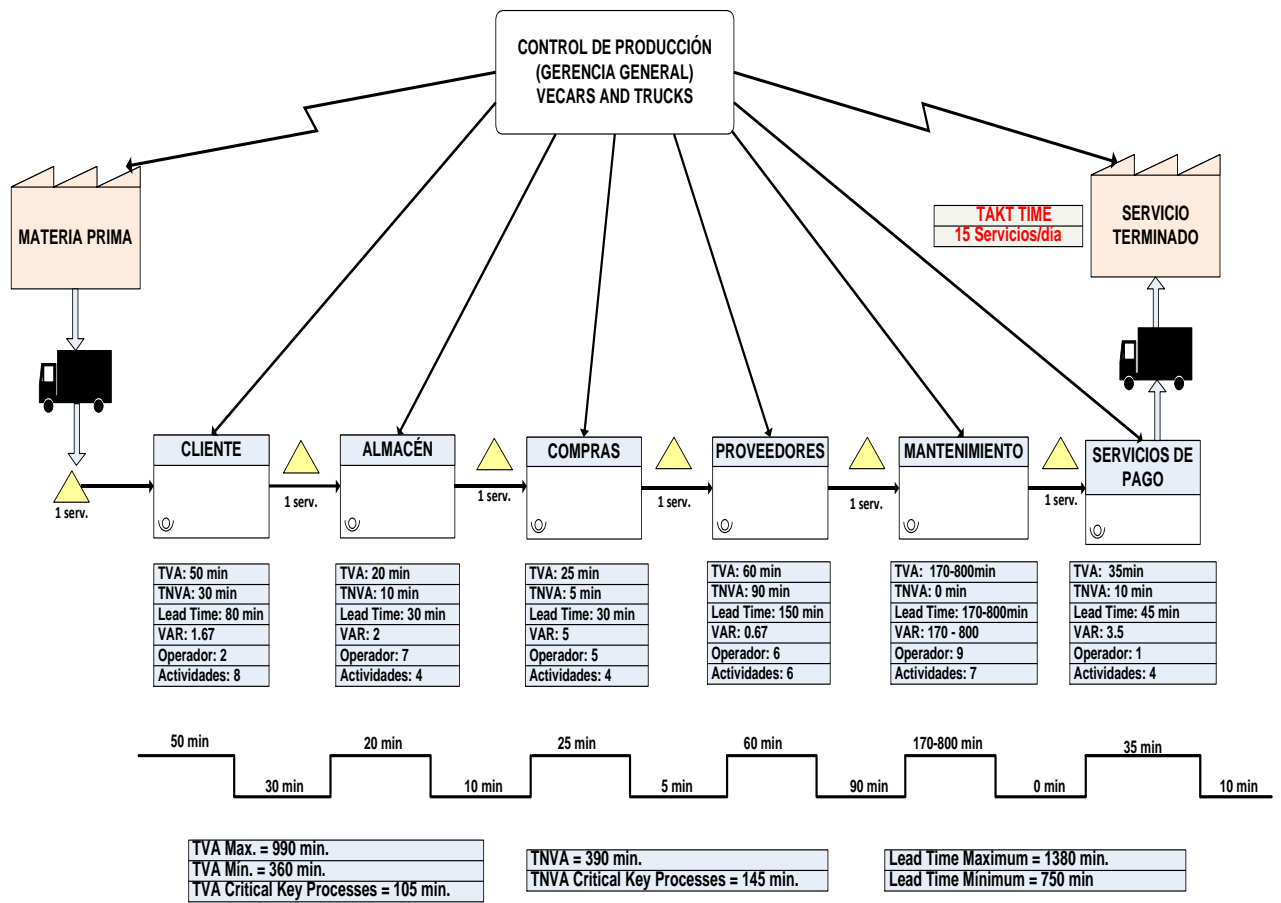 CONTROL DE PRODUCCIÓN
(GERENCIA GENERAL)
VECARS AND TRUCKS
MATERIA PRIMA
TAKT TIME
15 Servicios/día
SERVICIO
TERMINADO
CLIENTE
ALMACÉN
COMPRAS
PROVEEDORES
MANTENIMIENTO
SERVICIOS DE
PAGO
1 serv.
1 serv.
1 serv.
1 serv.
1 serv.
1 serv.
TVA: 50 min
TNVA: 30 min
Lead Time: 80 min
VAR: 1.67
Operador: 2
Actividades: 8
TVA: 20 min
TNVA: 10 min
Lead Time: 30 min
VAR: 2
Operador: 7
Actividades: 4
TVA: 25 min
TNVA: 5 min
Lead Time: 30 min
VAR: 5
Operador: 5
Actividades: 4
TVA: 60 min
TNVA: 90 min
Lead Time: 150 min
VAR: 0.67
Operador: 6
Actividades: 6
TVA: 170-800min
TNVA: 0 min
Lead Time: 170-800min
VAR: 170 - 800
Operador: 9
Actividades: 7
TVA: 35min
TNVA: 10 min
Lead Time: 45 min
VAR: 3.5
Operador: 1
Actividades: 4
50 min
30 min
20 min
10 min
25 min
5 min
60 min
90 min
170-800 min
0 min
35 min
10 min
TVA Max. = 990 min.
TVA Mín. = 360 min.
TVA Critical Key Processes = 105 min.
TNVA = 390 min.
TNVA Critical Key Processes = 145 min.
Lead Time Maximum = 1380 min.
Lead Time Mínimum = 750 min